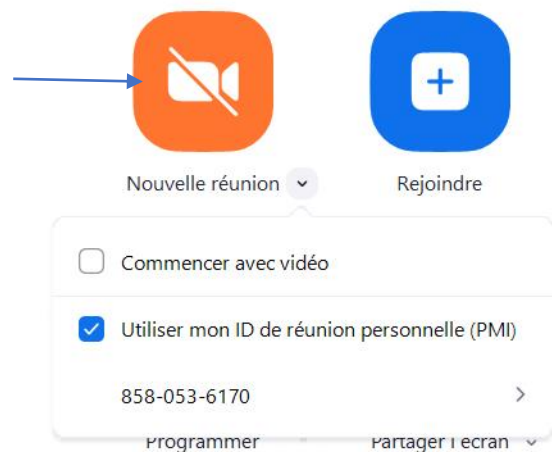 Nouvelle réunion
Rejoindre
Commencer avec vidéo
Utiliser mon ID de réunion personnelle (PMI)
858-053-6170
Programmer
Partager l'écran